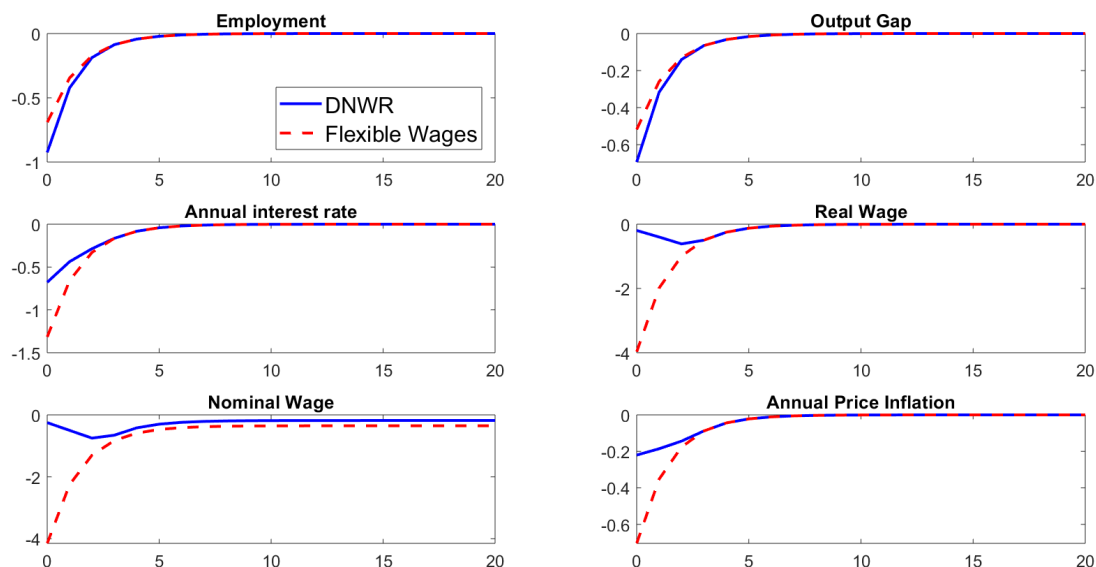 Employment
0
-0.5
-1
0 5 10 15 20
DNWR
Flexible Wages
Output Gap
0
-0.2
-0.4
-0.6
0 5 10 15 20
Annual interest rate
0
-0.5
-1
-1.5
0 5 10 15 20
Real Wage
0
-2
-4
0 5 10 15 20
Nominal Wage
0
-2
-4
0 5 10 15 20
Annual Price Inflation
0
-0.2
-0.4
-0.6
0 5 10 15 20